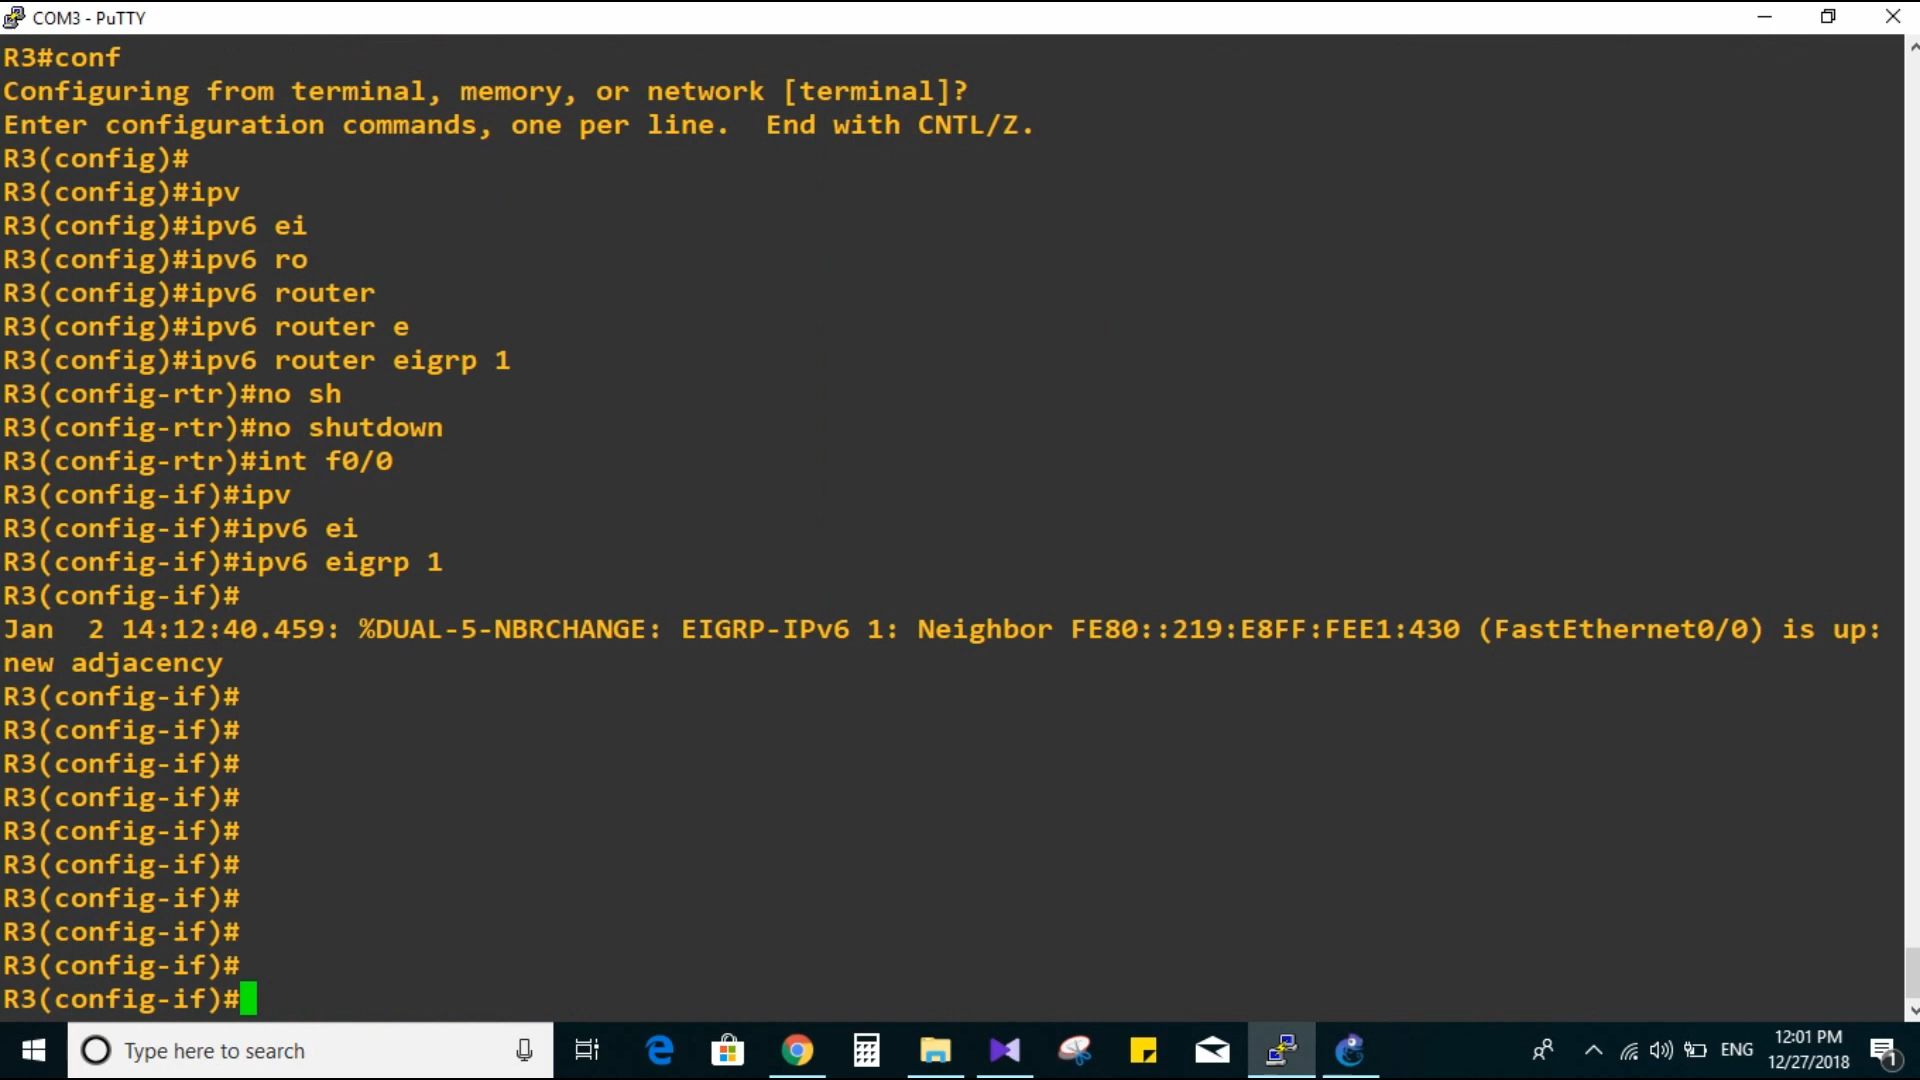 COM3 - PuTTY
R3#conf
Configuring from terminal, memory, or network [terminal]?
Enter configuration commands, one per line.  End with CNTL/Z.
R3(config)#
R3(config)#ipv
R3(config)#ipv6 ei
R3(config)#ipv6 ro
R3(config)#ipv6 router
R3(config)#ipv6 router e
R3(config)#ipv6 router eigrp 1
R3(config-rtr)#no sh
R3(config-rtr)#no shutdown
R3(config-rtr)#int f0/0
R3(config-if)#ipv
R3(config-if)#ipv6 ei
R3(config-if)#ipv6 eigrp 1
R3(config-if)#
Jan  2 14:12:40.459: %DUAL-5-NBRCHANGE: EIGRP-IPv6 1: Neighbor FE80::219:E8FF:FEE1:430 (FastEthernet0/0) is up:
new adjacency
R3(config-if)#
R3(config-if)#
R3(config-if)#
R3(config-if)#
R3(config-if)#
R3(config-if)#
R3(config-if)#
R3(config-if)#
R3(config-if)#
R3(config-if)#
Type here to search
ENG
12:01 PM
12/27/2018
1